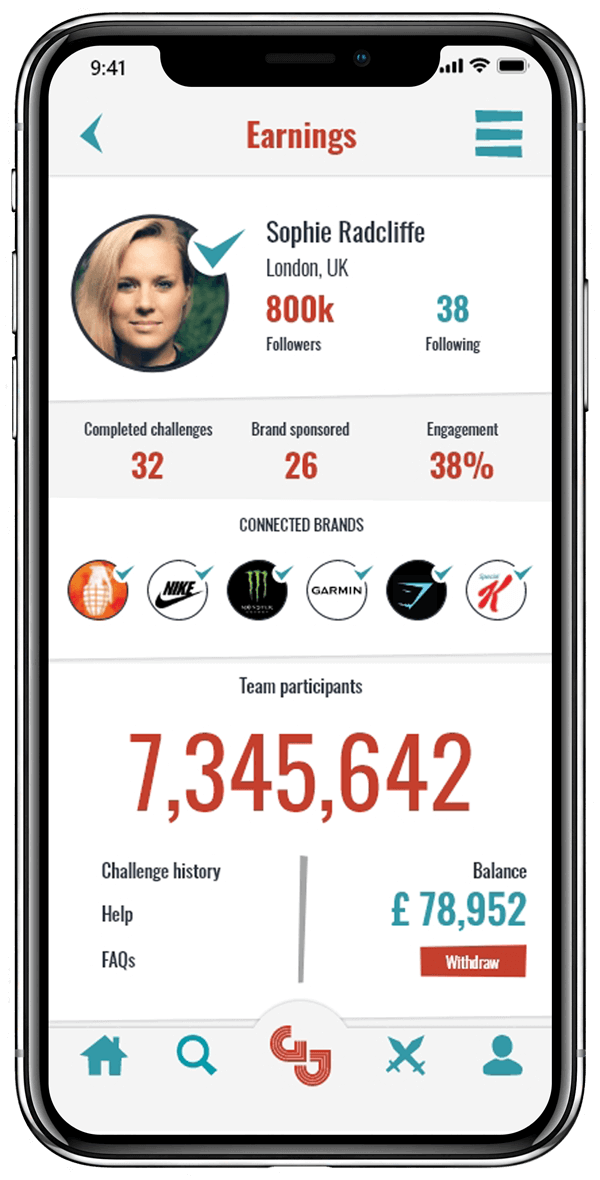 9:41
Earnings
Sophie Radcliffe
London, UK
800k 38
Followers Following
Completed challenges Brand sponsored Engagement
32 26 38%
CONNECTED BRANDS
NIKE MONSTER GARMIN Special K
Team participants
7,345,642
Challenge history Balance
Help £ 78,952
FAQs Withdraw